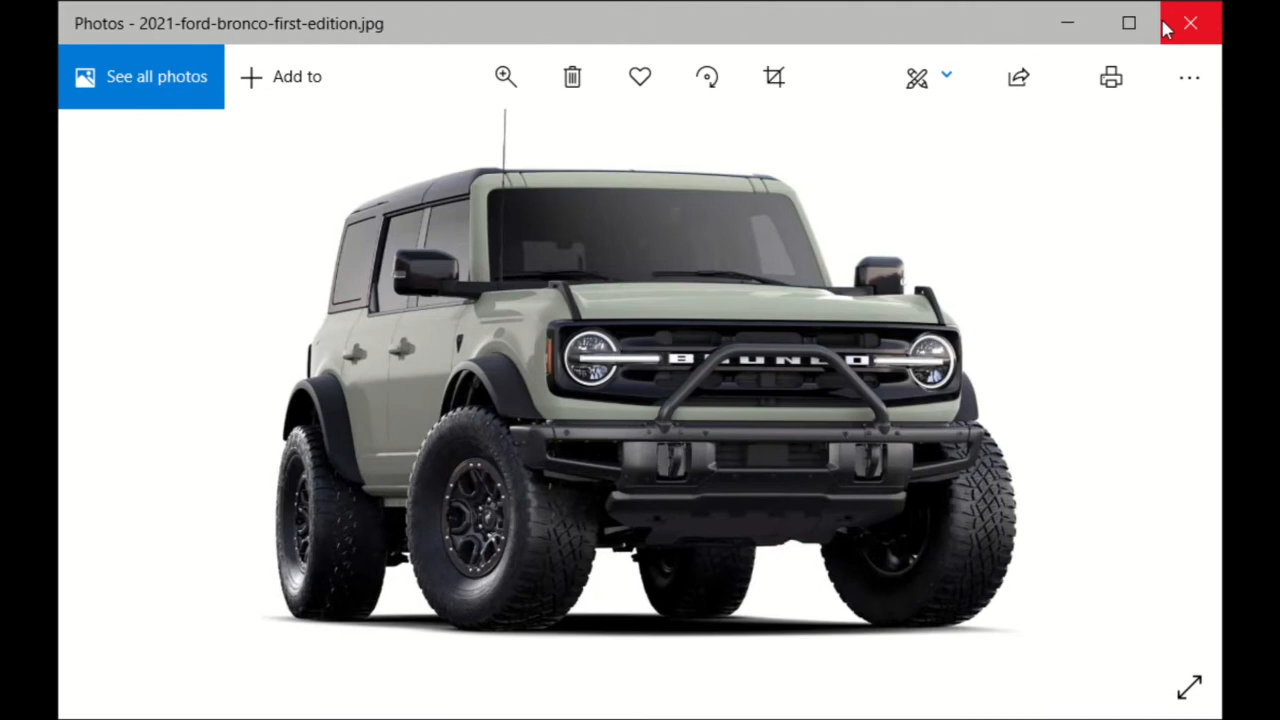 Photos - 2021-ford-bronco-first-edition.jpg
See all photos
Add to
BRONCO